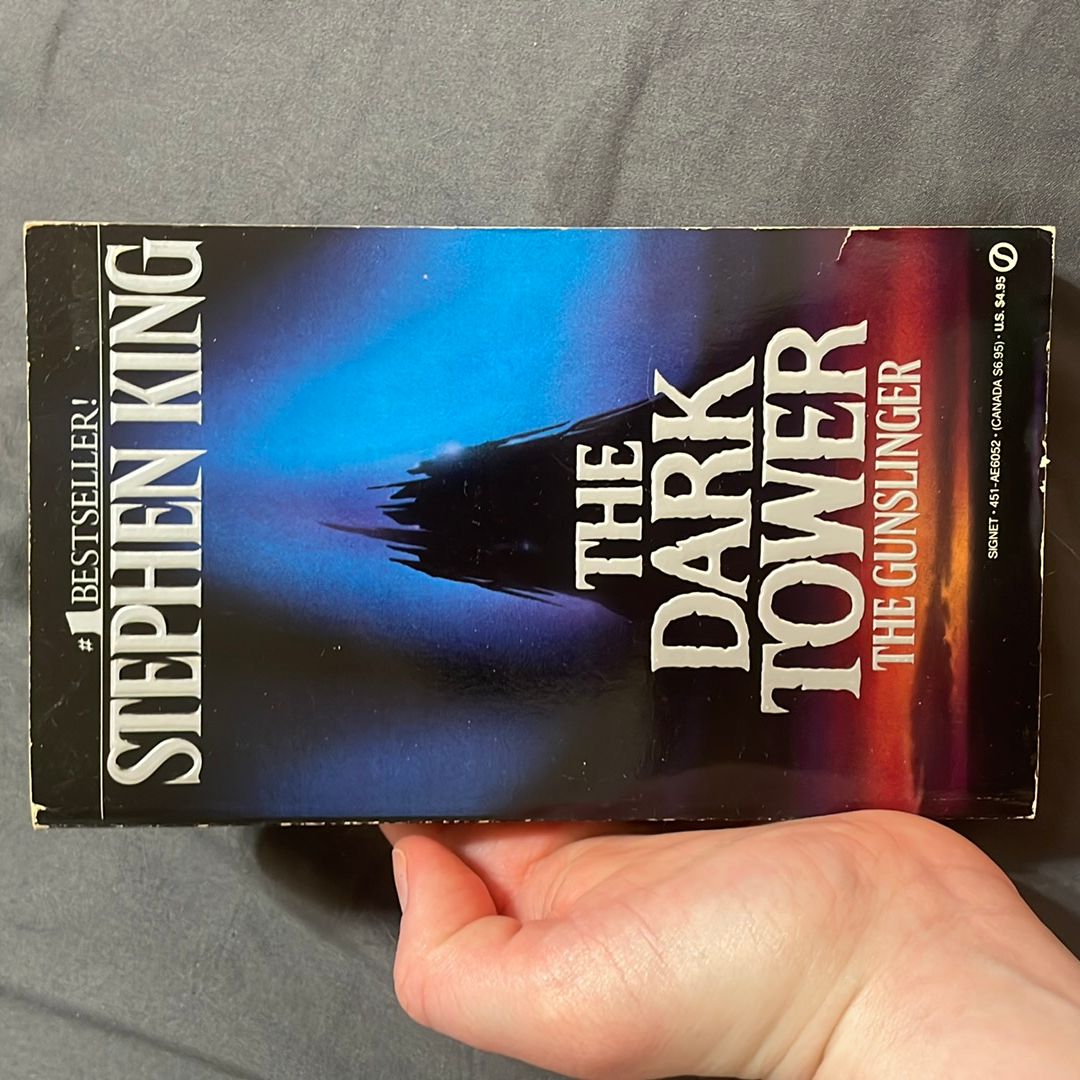 #1 BESTSELLER!
STEPHEN KING
THE
DARK
TOWER
THE GUNSLINGER
SIGNET • 451-AE6052 • (CANADA $6.95) • U.S. $4.95